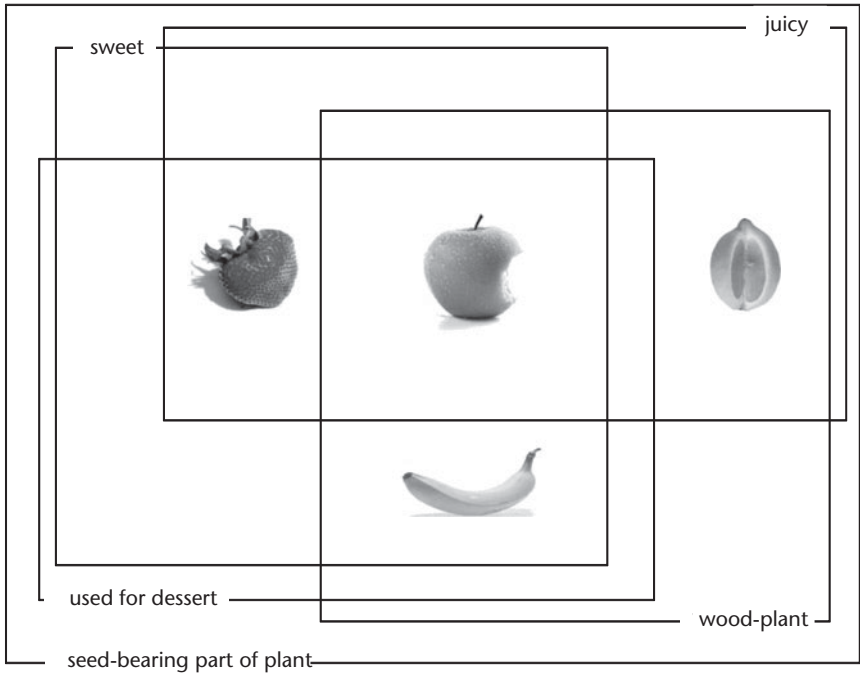 juicy
sweet
used for dessert
wood-plant
seed-bearing part of plant